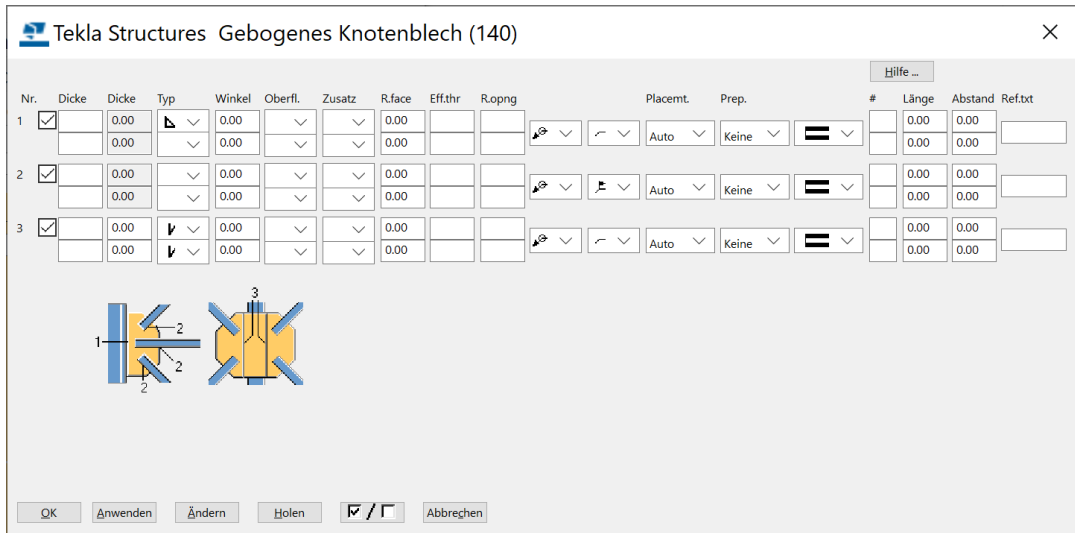 Tekla Structures Gebogenes Knotenblech (140)
Hilfe ...
Nr. Dicke Dicke Typ Winkel Oberfl. Zusatz R.face Eff.thr R.opng Placemt. Prep. # Länge Abstand Ref.txt
1 0.00 0.00 0.00 0.00 0.00
Auto Keine
0.00 0.00 0.00 0.00 0.00
2 0.00 0.00 0.00 0.00 0.00
Auto Keine
0.00 0.00 0.00 0.00 0.00
3 0.00 0.00 0.00 0.00 0.00
Auto Keine
0.00 0.00 0.00 0.00 0.00
3
2
1
2
2
OK Anwenden Ändern Holen / Abbrechen